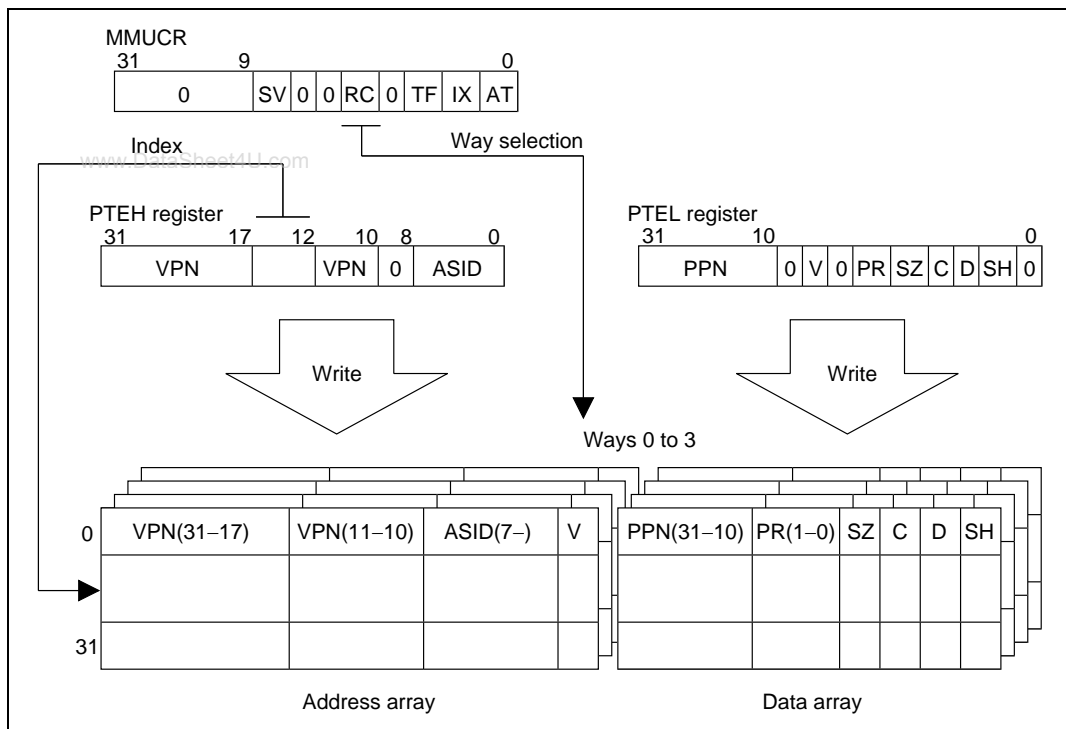 MMUCR
31 9 0
0 SV 0 0 RC 0 TF IX AT
Index
Way selection
www.DataSheet4U.com
PTEH register
31 17 12 10 8 0
VPN VPN 0 ASID
PTEL register
31 10 0
PPN 0 V 0 PR SZ C D SH 0
Write
Write
Ways 0 to 3
0 VPN(31–17) VPN(11–10) ASID(7–) V
PPN(31–10) PR(1–0) SZ C D SH
31
Address array
Data array